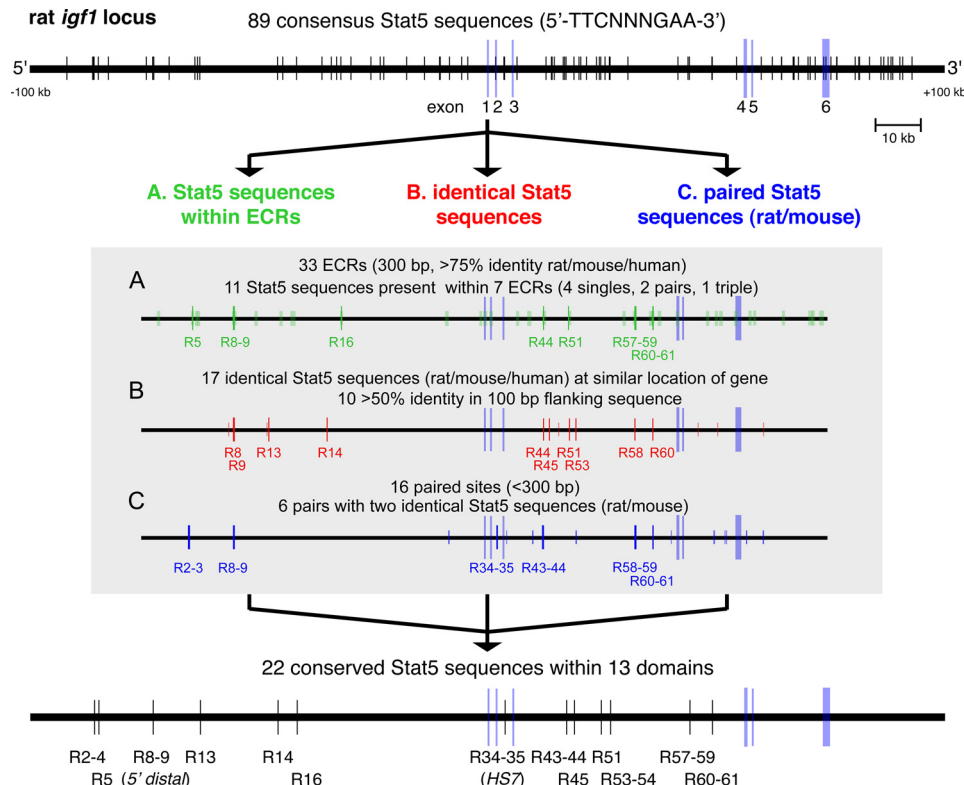 rat igf1 locus
89 consensus Stat5 sequences (5'-TTCNNNGAA-3')
5' 3'
-100 kb +100 kb
exon 1 2 3 4 5 6
10 kb
A. Stat5 sequences within ECRs
B. identical Stat5 sequences
C. paired Stat5 sequences (rat/mouse)
A
33 ECRs (300 bp, >75% identity rat/mouse/human)
11 Stat5 sequences present within 7 ECRs (4 singles, 2 pairs, 1 triple)
R5 R8-9 R16 R44 R51 R57-59
R60-61
B
17 identical Stat5 sequences (rat/mouse/human) at similar location of gene
10 >50% identity in 100 bp flanking sequence
R8 R13 R14 R44 R51 R58 R60
R9 R45 R53
C
16 paired sites (<300 bp)
6 pairs with two identical Stat5 sequences (rat/mouse)
R2-3 R8-9 R34-35 R43-44 R58-59
R60-61
22 conserved Stat5 sequences within 13 domains
R2-4 R8-9 R13 R14 R34-35 R43-44 R51 R57-59
R5 (5' distal) R16 (HS7) R45 R53-54 R60-61